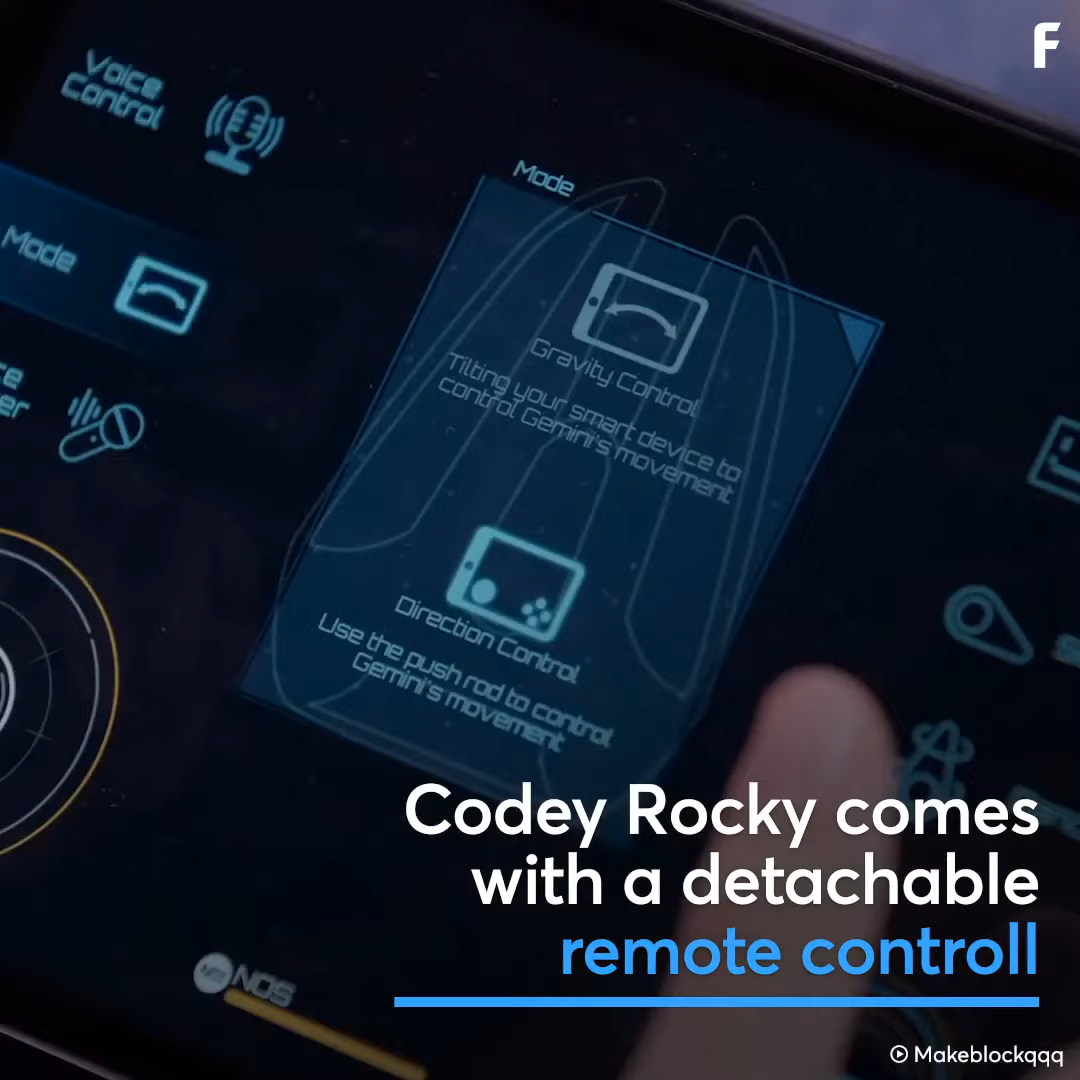 F
Voice
Control
Mode
Mode
Gravity Control
Tilting your smart device to
control Gemini's movement
Direction Control
Use the push rod to control
Gemini's movement
NOS
Codey Rocky comes
with a detachable
remote controll
Makeblockqqq